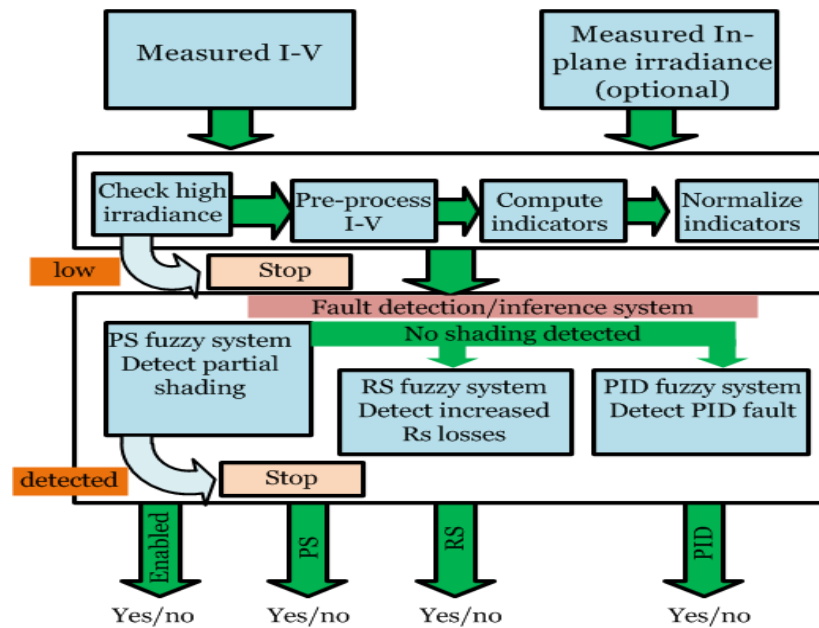 Measured I-V
Measured In-
plane irradiance
(optional)
Check high
irradiance
Pre-process
I-V
Compute
indicators
Normalize
indicators
low
Stop
Fault detection/inference system
No shading detected
PS fuzzy system
Detect partial
shading
RS fuzzy system
Detect increased
Rs losses
PID fuzzy system
Detect PID fault
detected
Stop
Enabled
PS
RS
PID
Yes/no
Yes/no
Yes/no
Yes/no